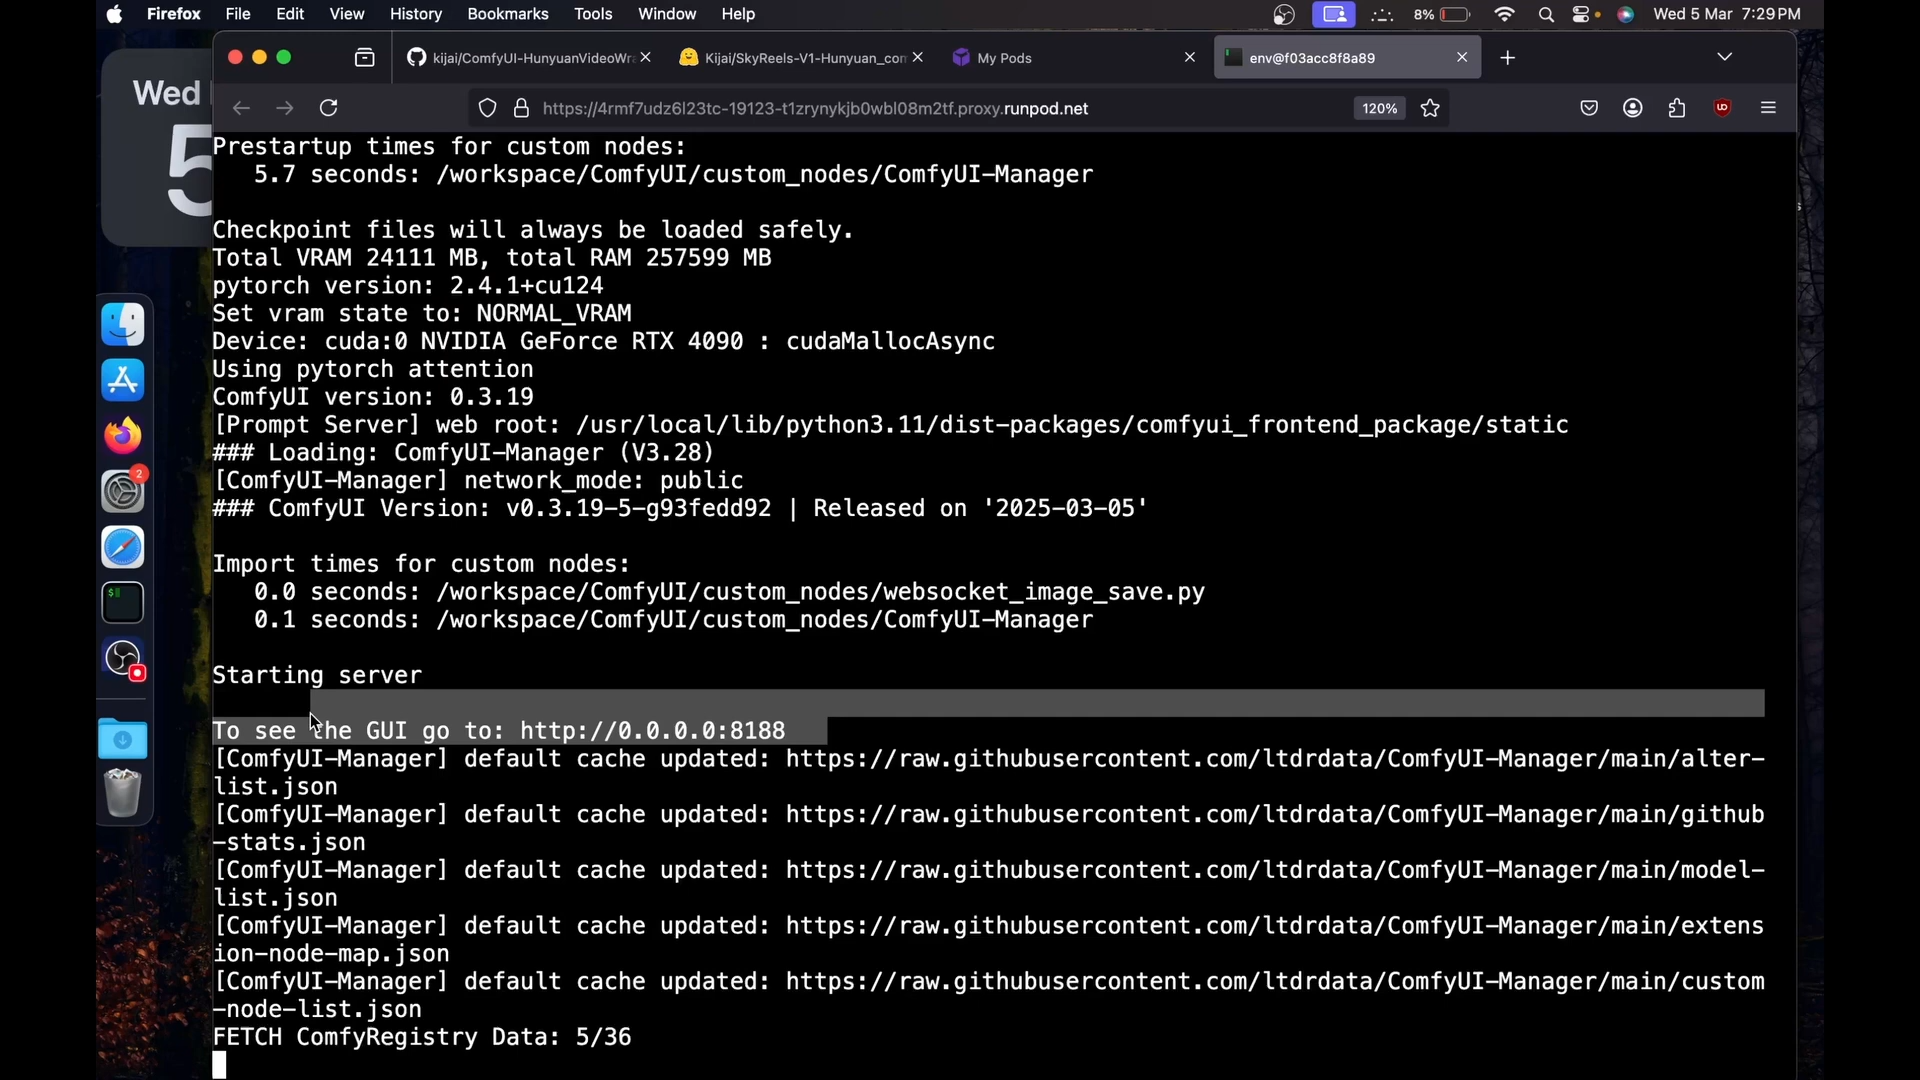 Firefox File Edit View History Bookmarks Tools Window Help 8% Wed 5 Mar 7:29PM
kijai/ComfyUI-HunyuanVideoWra Kijai/SkyReels-V1-Hunyuan_con My Pods env@f03acc8f8a89
https://4rmf7udz6l23tc-19123-t1zrynykjb0wbl08m2tf.proxy.runpod.net 120%
Wed
5
2
Prestartup times for custom nodes:
5.7 seconds: /workspace/ComfyUI/custom_nodes/ComfyUI-Manager
Checkpoint files will always be loaded safely.
Total VRAM 24111 MB, total RAM 257599 MB
pytorch version: 2.4.1+cu124
Set vram state to: NORMAL_VRAM
Device: cuda:0 NVIDIA GeForce RTX 4090 : cudaMallocAsync
Using pytorch attention
ComfyUI version: 0.3.19
[Prompt Server] web root: /usr/local/lib/python3.11/dist-packages/comfyui_frontend_package/static
### Loading: ComfyUI-Manager (V3.28)
[ComfyUI-Manager] network_mode: public
### ComfyUI Version: v0.3.19-5-g93fedd92 | Released on '2025-03-05'
Import times for custom nodes:
0.0 seconds: /workspace/ComfyUI/custom_nodes/websocket_image_save.py
0.1 seconds: /workspace/ComfyUI/custom_nodes/ComfyUI-Manager
Starting server
To see the GUI go to: http://0.0.0.0:8188
[ComfyUI-Manager] default cache updated: https://raw.githubusercontent.com/ltdrdata/ComfyUI-Manager/main/alter-
list.json
[ComfyUI-Manager] default cache updated: https://raw.githubusercontent.com/ltdrdata/ComfyUI-Manager/main/github
-stats.json
[ComfyUI-Manager] default cache updated: https://raw.githubusercontent.com/ltdrdata/ComfyUI-Manager/main/model-
list.json
[ComfyUI-Manager] default cache updated: https://raw.githubusercontent.com/ltdrdata/ComfyUI-Manager/main/extens
ion-node-map.json
[ComfyUI-Manager] default cache updated: https://raw.githubusercontent.com/ltdrdata/ComfyUI-Manager/main/custom
-node-list.json
FETCH ComfyRegistry Data: 5/36